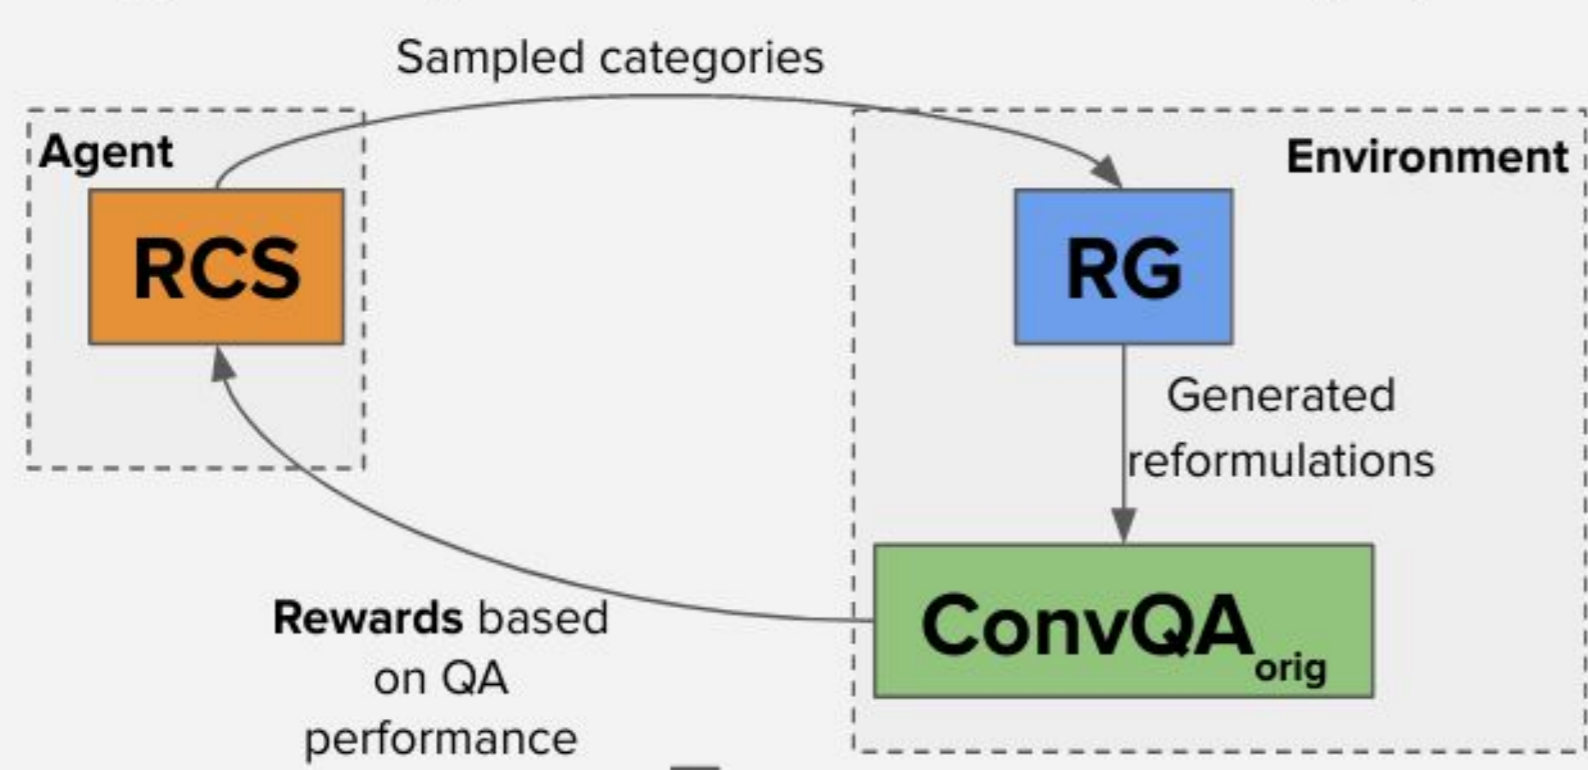 Sampled categories
Agent
Environment
RCS
RG
Generated
reformulations
ConvQA orig
Rewards based
on QA
performance